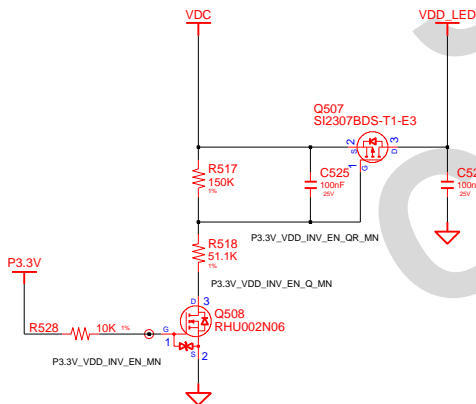 VDC
VDD_LED
Q507
SI2307BDS-T1-E3
2
3
S
D
1
G
R517
150K
1%
C525
100nF
25V
C52
100n
25V
P3.3V_VDD_INV_EN_QR_MN
R518
51.1K
1%
P3.3V
P3.3V_VDD_INV_EN_Q_MN
D
3
Q508
RHU002N06
R528
10K
1%
G
1
S
2
P3.3V_VDD_INV_EN_MN